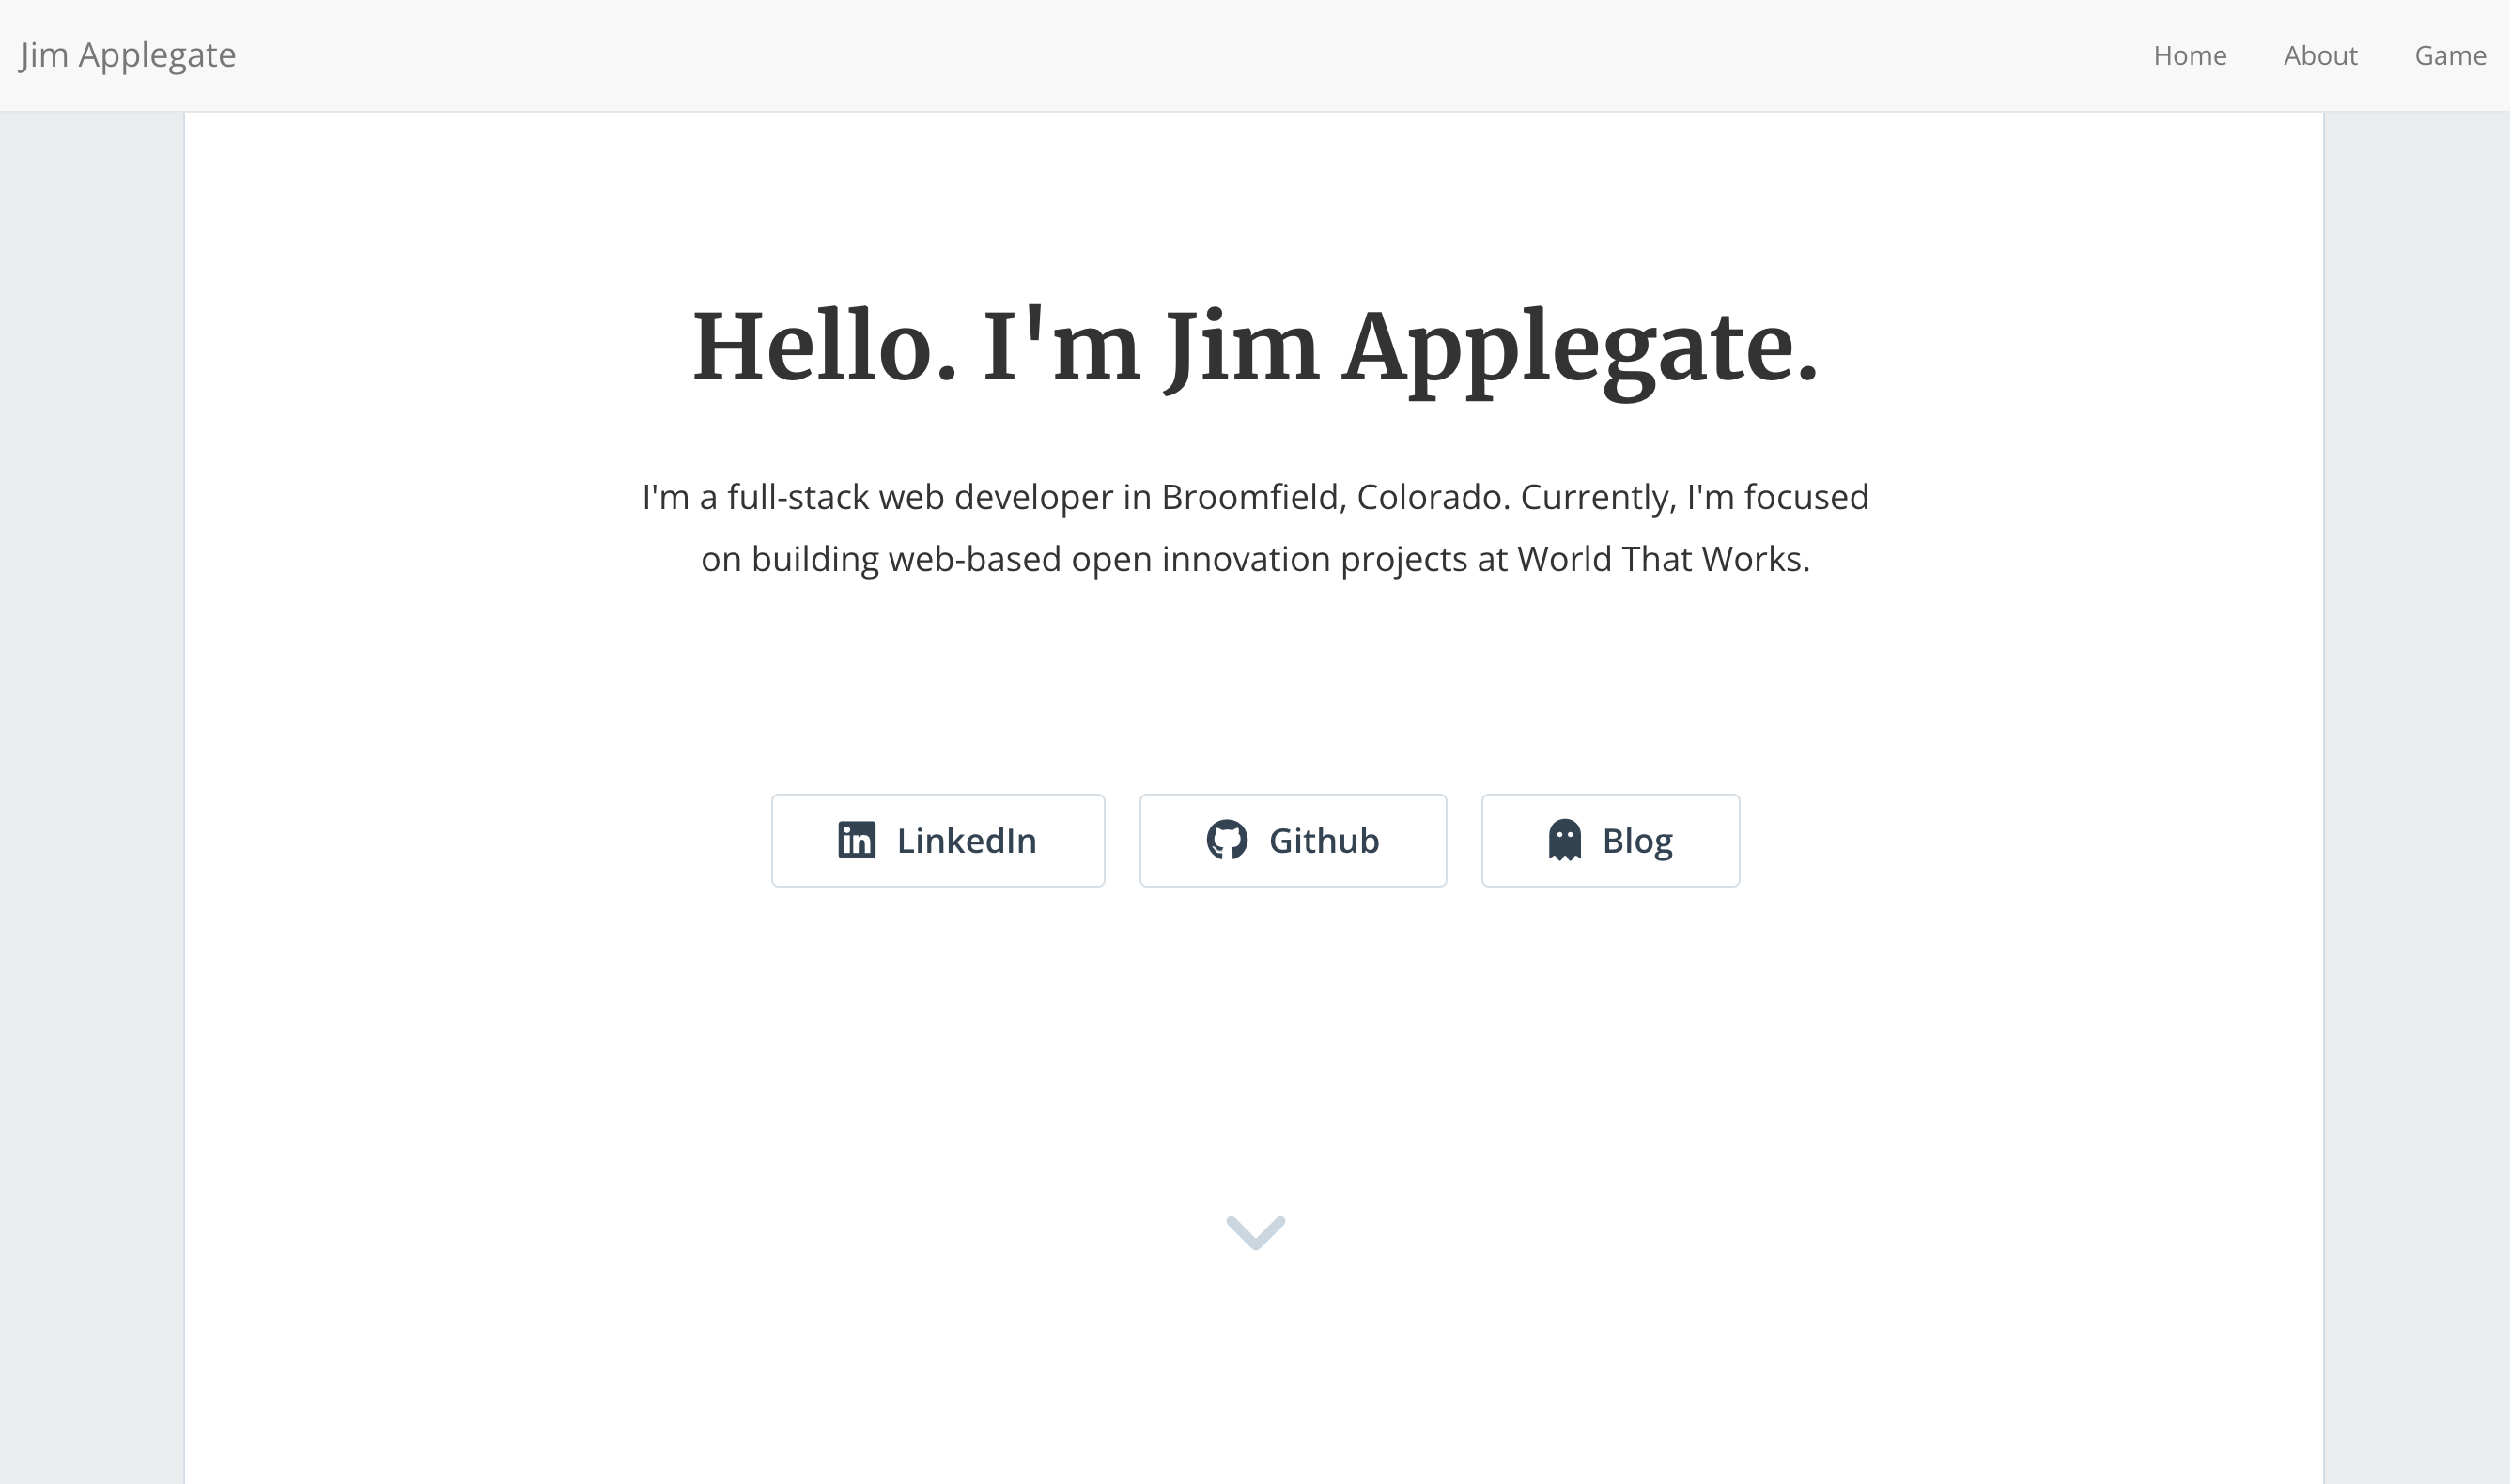 Jim Applegate
Home
About
Game
Hello. I'm Jim Applegate.
I'm a full-stack web developer in Broomfield, Colorado. Currently, I'm focused
on building web-based open innovation projects at World That Works.
LinkedIn
Github
Blog